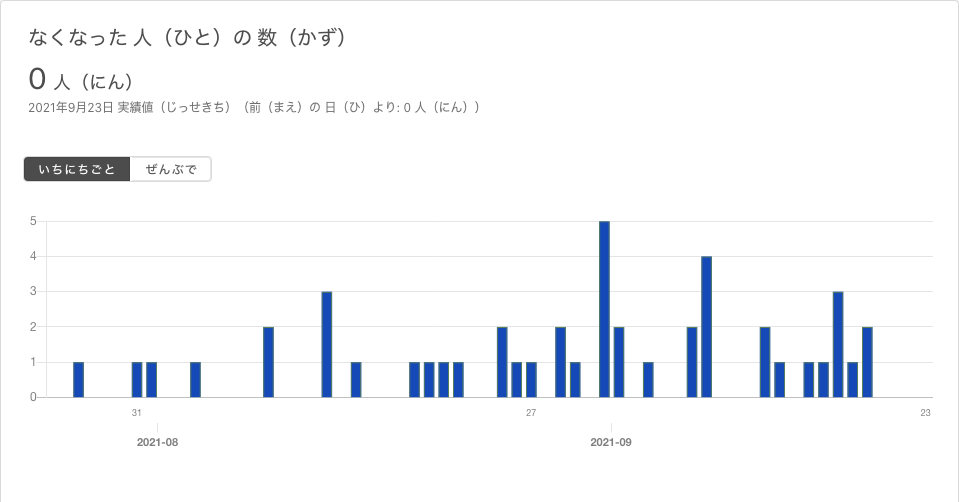 なくなった 人（ひと）の 数（かず）
0 人（にん）
2021年9月23日 実績値（じっせきち）（前（まえ）の 日（ひ）より: 0 人（にん））
いちにちごと ぜんぶで
5
4
3
2
1
0
31 27 23
2021-08 2021-09